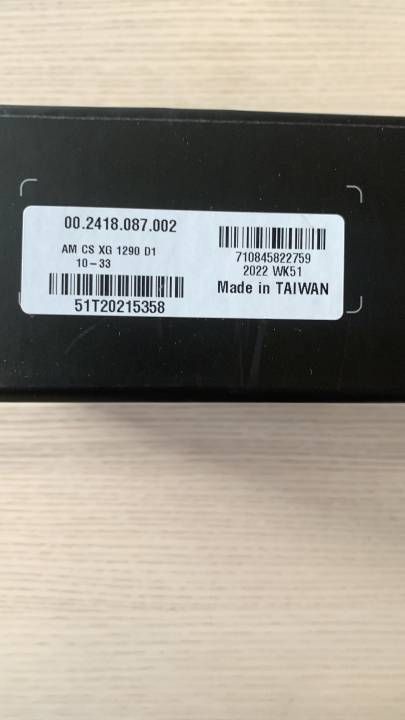 00.2418.087.002
AM CS XG 1290 D1
10-33
51T20215358
710845822759
2022 WK51
Made in TAIWAN